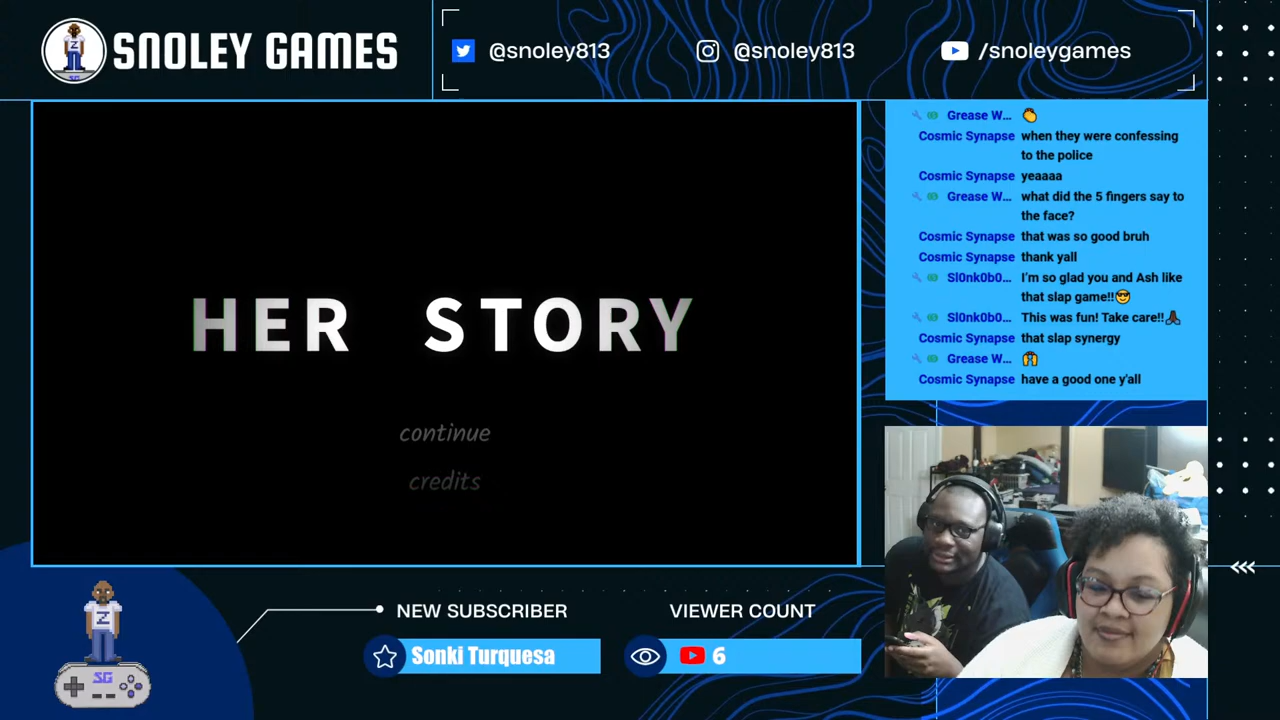 SNOLEY GAMES
@snoley813
@snoley813
/snoleygames
Grease W... 👏
Cosmic Synapse when they were confessing
to the police
Cosmic Synapse yeaaaa
Grease W... what did the 5 fingers say to
the face?
Cosmic Synapse that was so good bruh
Cosmic Synapse thank yall
Sl0nk0b0... I'm so glad you and Ash like
that slap game!!😎
Sl0nk0b0... This was fun! Take care!!🙏🏿
Cosmic Synapse that slap synergy
Grease W... 🙌
Cosmic Synapse have a good one y'all
HER STORY
continue
credits
NEW SUBSCRIBER
Sonki Turquesa
VIEWER COUNT
6
Z
SG